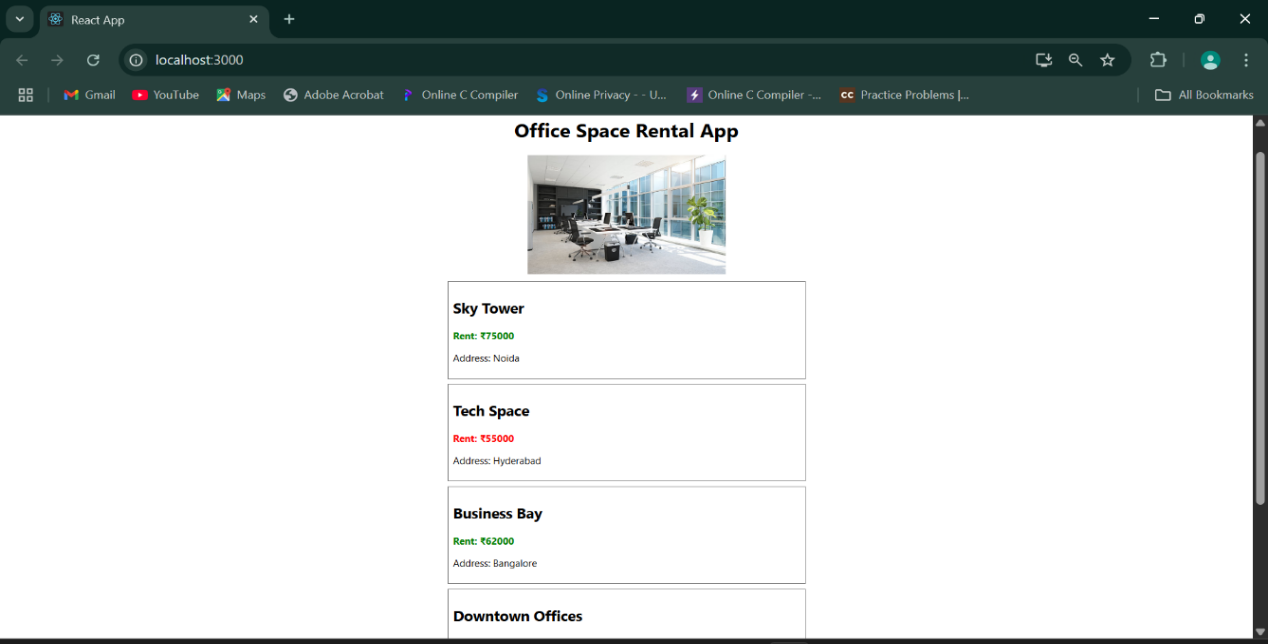 React App
localhost:3000
Gmail YouTube Maps Adobe Acrobat Online C Compiler Online Privacy - - U... Online C Compiler -... CC Practice Problems |... All Bookmarks
Office Space Rental App
Sky Tower
Rent: ₹75000
Address: Noida
Tech Space
Rent: ₹55000
Address: Hyderabad
Business Bay
Rent: ₹62000
Address: Bangalore
Downtown Offices